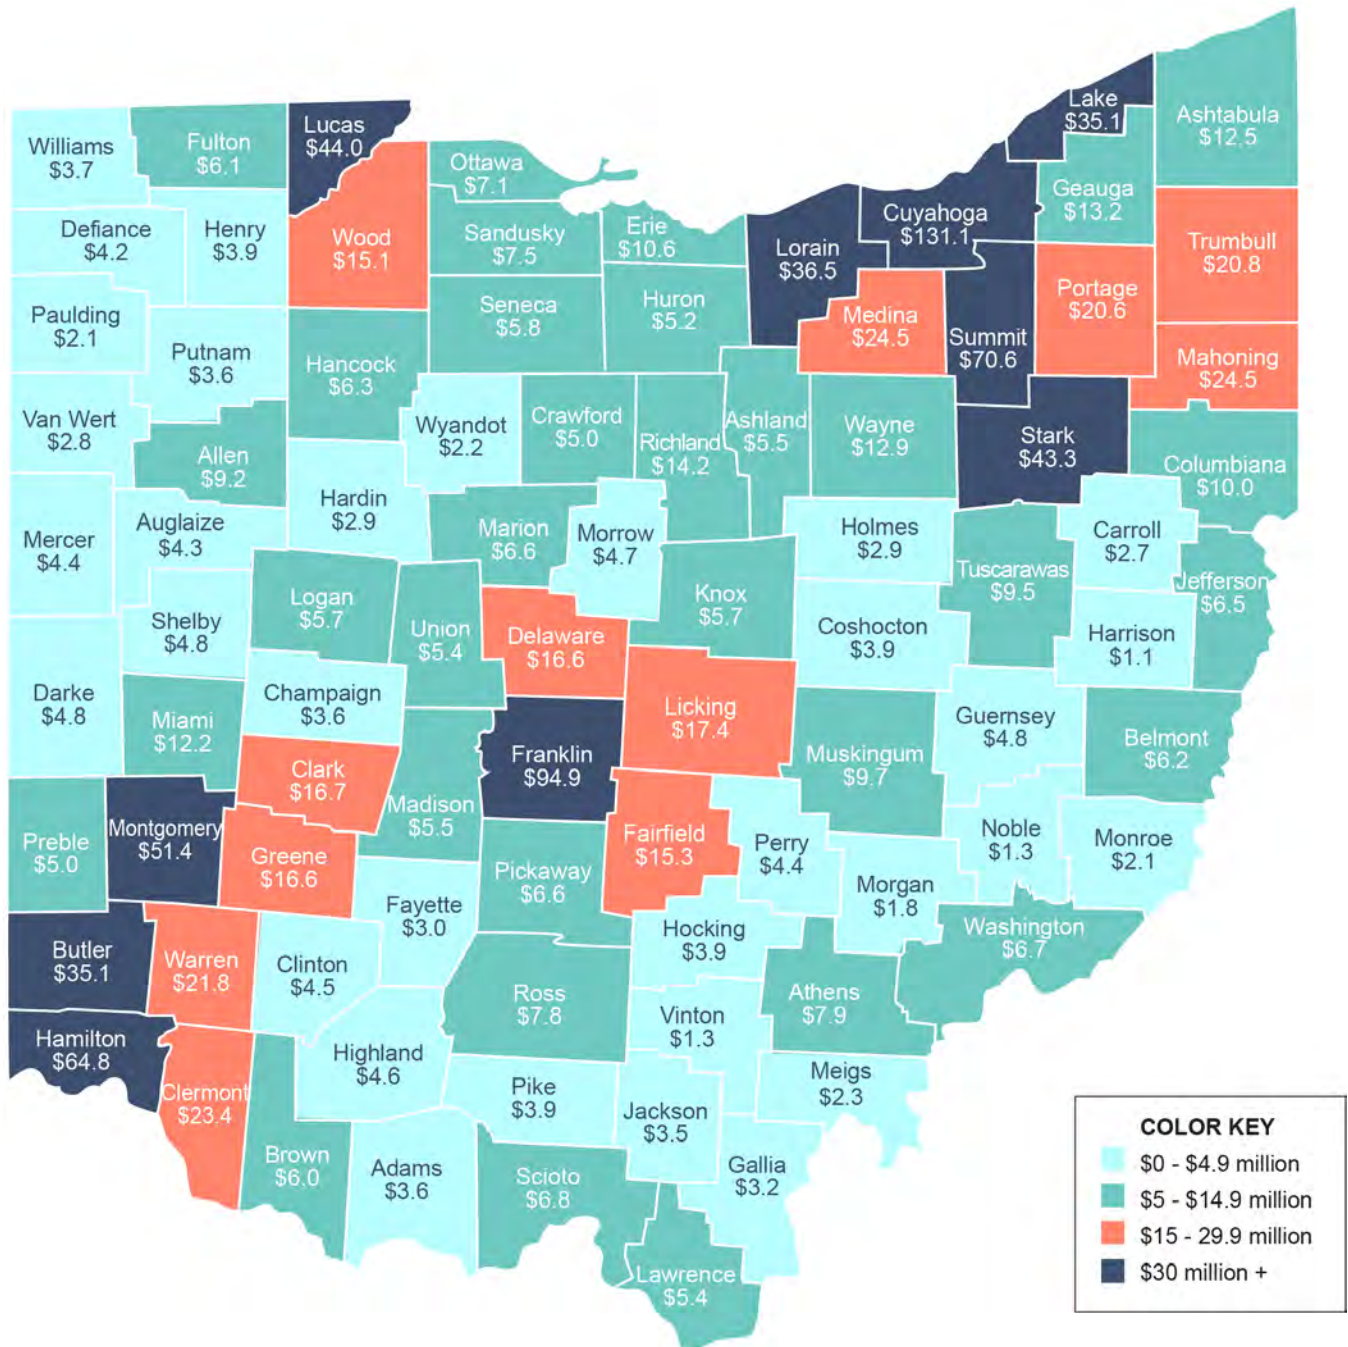 Lake
$35.1
Ashtabula
$12.5
Lucas
$44.0
Williams
$3.7
Fulton
$6.1
Ottawa
$7.1
Geauga
$13.2
Cuyahoga
$131.1
Defiance
$4.2
Henry
$3.9
Wood
$15.1
Sandusky
$7.5
Erie
$10.6
Lorain
$36.5
Trumbull
$20.8
Portage
$20.6
Paulding
$2.1
Seneca
$5.8
Huron
$5.2
Medina
$24.5
Summit
$70.6
Putnam
$3.6
Hancock
$6.3
Mahoning
$24.5
Van Wert
$2.8
Wyandot
$2.2
Crawford
$5.0
Richland
$14.2
Ashland
$5.5
Wayne
$12.9
Stark
$43.3
Allen
$9.2
Columbiana
$10.0
Hardin
$2.9
Mercer
$4.4
Auglaize
$4.3
Marion
$6.6
Morrow
$4.7
Holmes
$2.9
Carroll
$2.7
Tuscarawas
$9.5
Jefferson
$6.5
Shelby
$4.8
Logan
$5.7
Union
$5.4
Delaware
$16.6
Knox
$5.7
Coshocton
$3.9
Harrison
$1.1
Darke
$4.8
Miami
$12.2
Champaign
$3.6
Licking
$17.4
Guernsey
$4.8
Belmont
$6.2
Clark
$16.7
Franklin
$94.9
Muskingum
$9.7
Preble
$5.0
Montgomery
$51.4
Madison
$5.5
Greene
$16.6
Pickaway
$6.6
Fairfield
$15.3
Perry
$4.4
Noble
$1.3
Monroe
$2.1
Morgan
$1.8
Fayette
$3.0
Washington
$6.7
Butler
$35.1
Warren
$21.8
Clinton
$4.5
Hocking
$3.9
Ross
$7.8
Athens
$7.9
Vinton
$1.3
Hamilton
$64.8
Highland
$4.6
Clermont
$23.4
Pike
$3.9
Jackson
$3.5
Meigs
$2.3
Brown
$6.0
Adams
$3.6
Scioto
$6.8
Gallia
$3.2
Lawrence
$5.4
COLOR KEY
$0 - $4.9 million
$5 - $14.9 million
$15 - 29.9 million
$30 million +